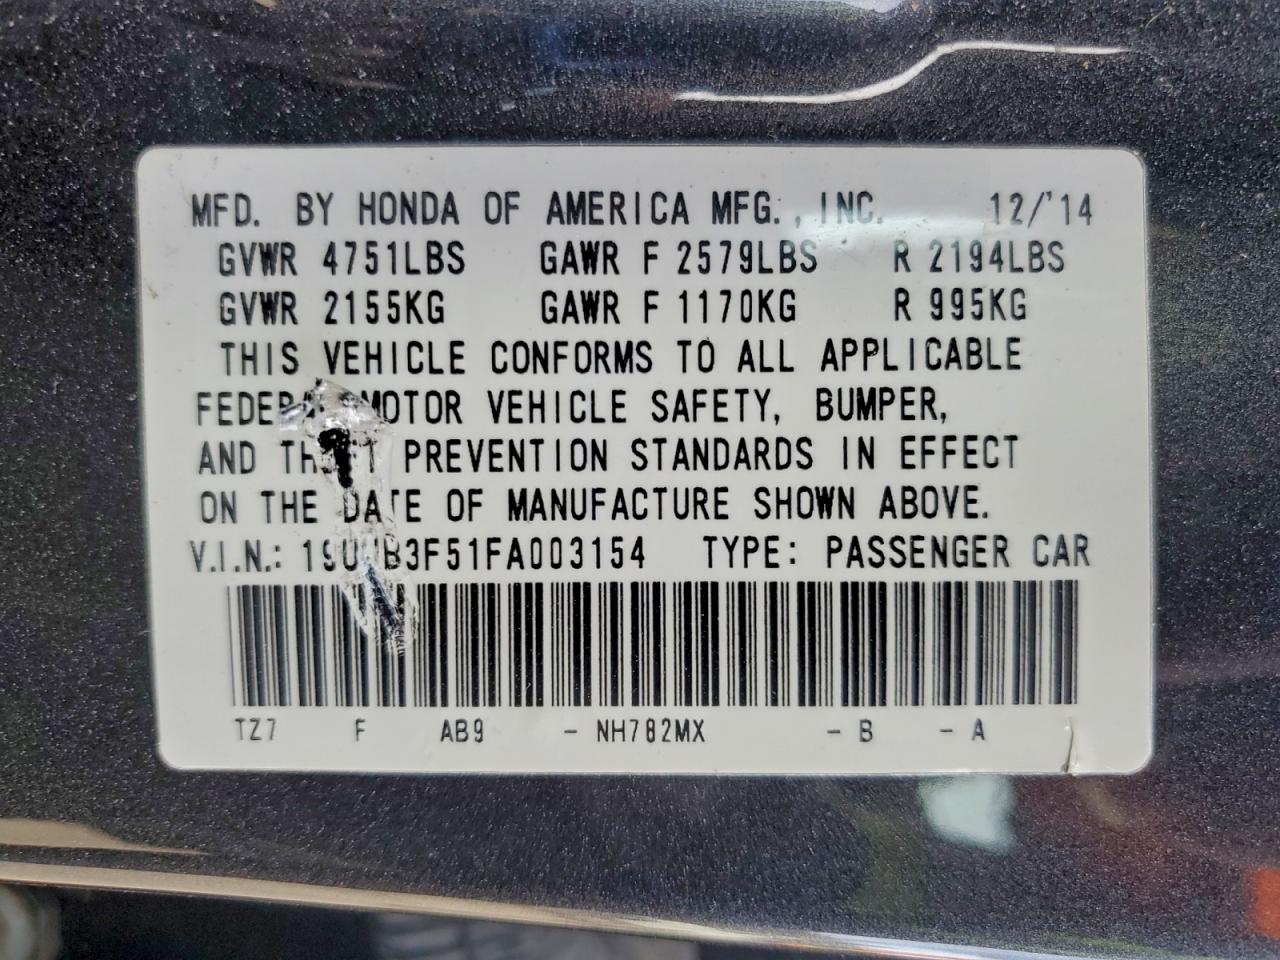 MFD. BY HONDA OF AMERICA MFG., INC. 12/'14
GVWR 4751LBS GAWR F 2579LBS R 2194LBS
GVWR 2155KG GAWR F 1170KG R 995KG
THIS VEHICLE CONFORMS TO ALL APPLICABLE
MOTOR VEHICLE SAFETY, BUMPER,
AND PREVENTION STANDARDS IN EFFECT
ON THE DATE OF MANUFACTURE SHOWN ABOVE.
V.I.N.: TYPE: PASSENGER CAR
TZ7 F AB9 - NH782MX - B - A